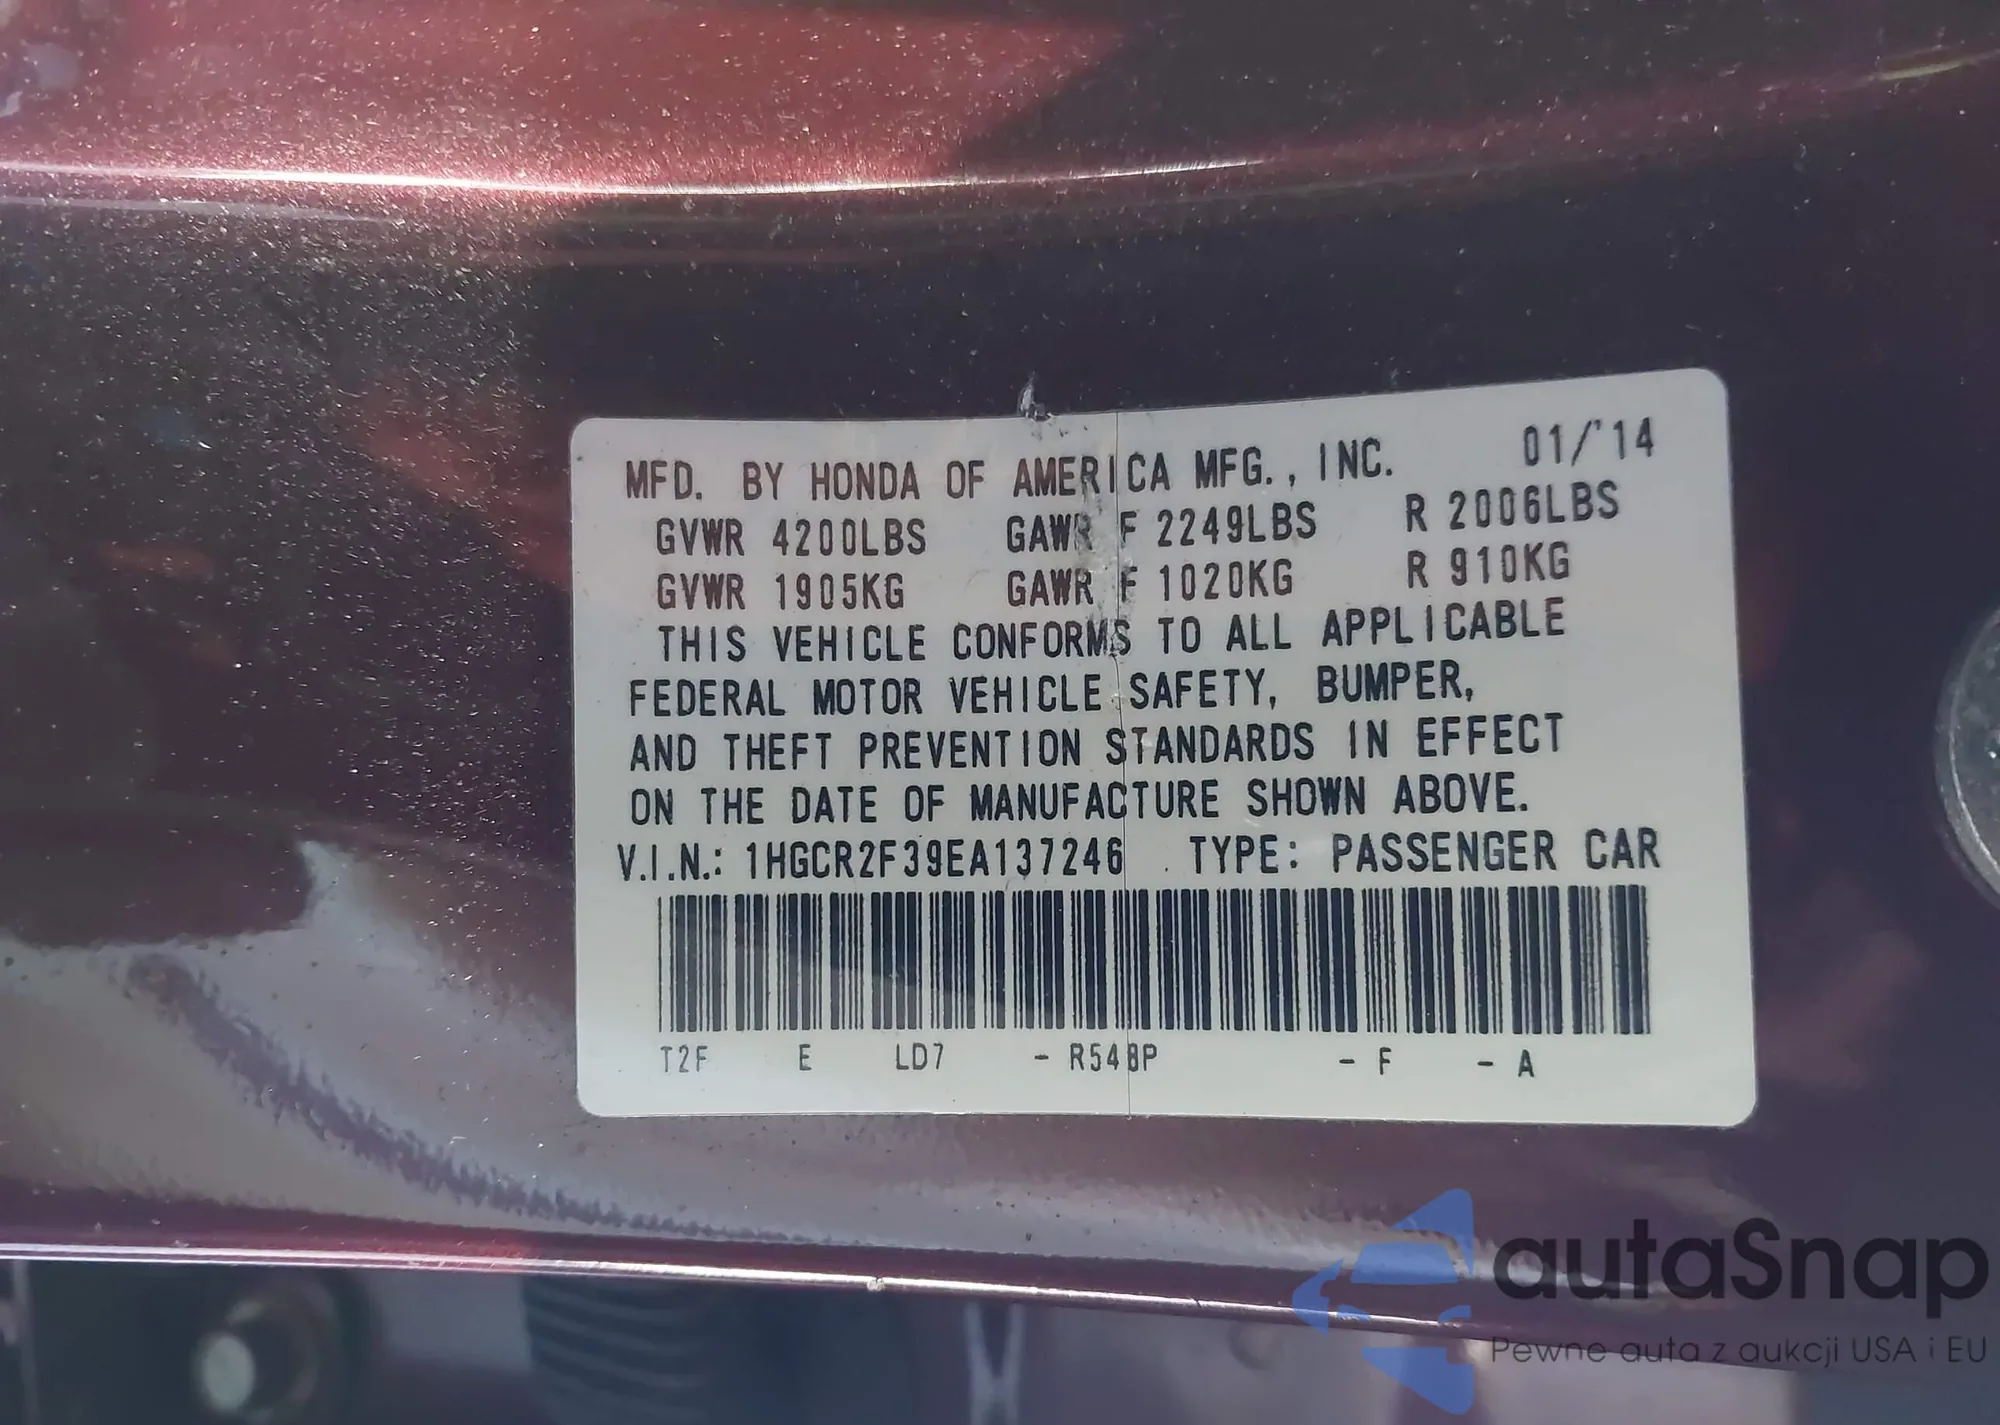 MFD. BY HONDA OF AMERICA MFG., INC. 01/'14
GVWR 4200LBS GAWR F 2249LBS R 2006LBS
GVWR 1905KG GAWR F 1020KG R 910KG
THIS VEHICLE CONFORMS TO ALL APPLICABLE
FEDERAL MOTOR VEHICLE SAFETY, BUMPER,
AND THEFT PREVENTION STANDARDS IN EFFECT
ON THE DATE OF MANUFACTURE SHOWN ABOVE.
V.I.N.: 1HGCR2F39EA137246 TYPE: PASSENGER CAR
T2F E LD7 - R548P - F - A
autaSnap
Pewne auta z aukcji USA i EU